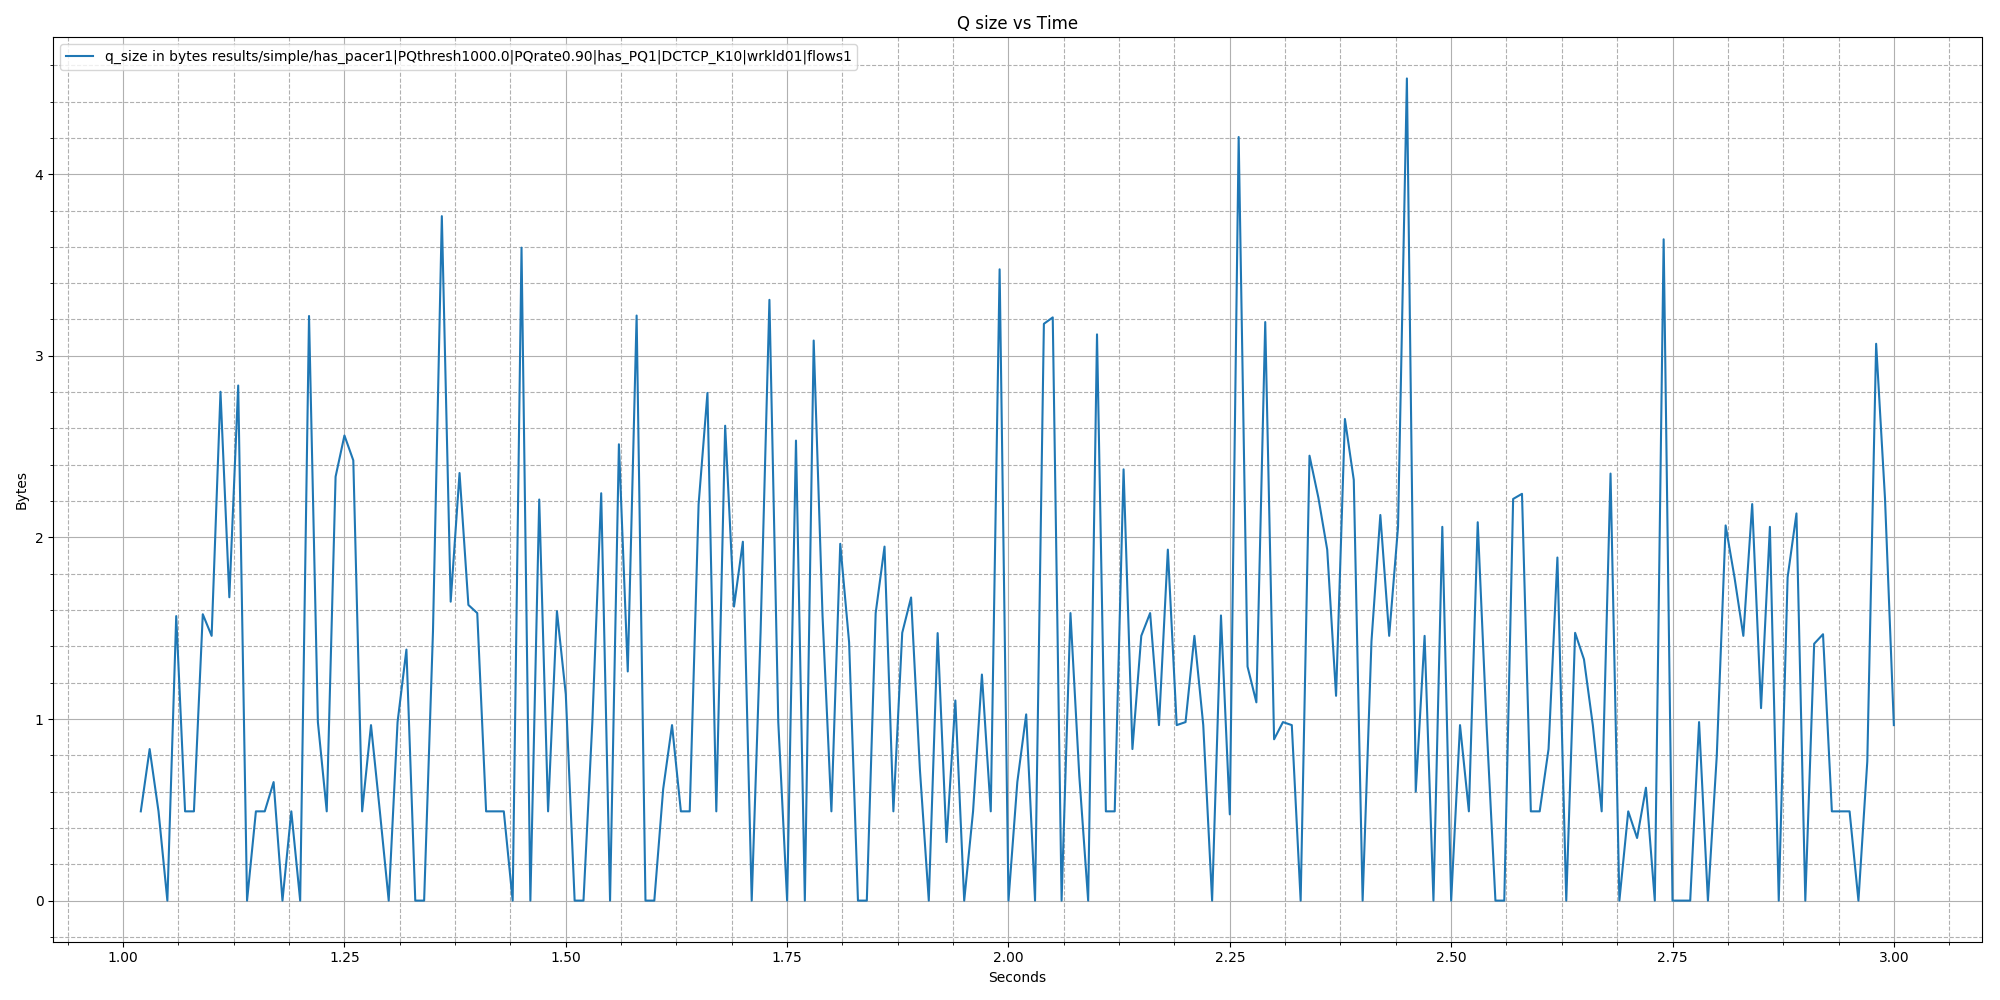 Q size vs Time
q_size in bytes results/simple/has_pacer1|PQthresh1000.0|PQrate0.90|has_PQ1|DCTCP_K10|wrkld01|flows1
4
3
2
1
0
Bytes
1.00 1.25 1.50 1.75 2.00 2.25 2.50 2.75 3.00
Seconds